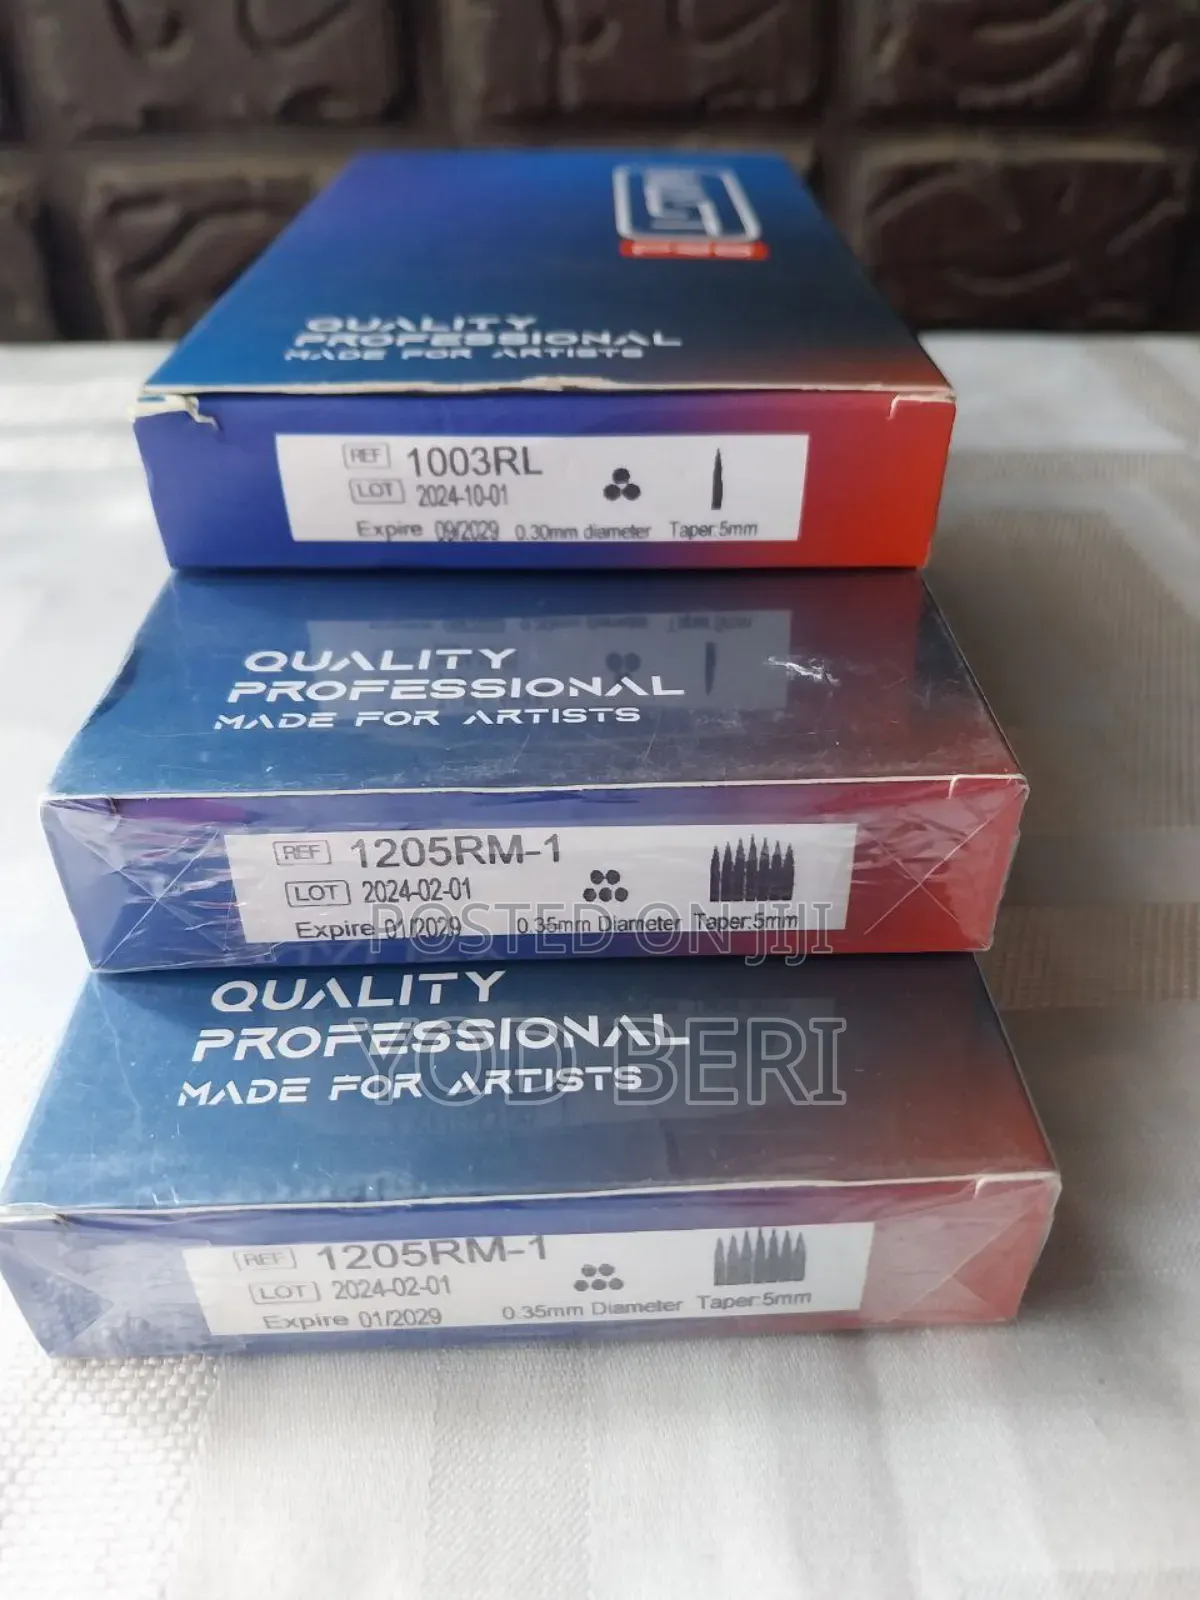 QUALITY
PROFESSIONAL
MADE FOR ARTISTS
REF 1003RL
LOT 2024-10-01
Expire 09/2029 0.30mm diameter Taper:5mm
QUALITY
PROFESSIONAL
MADE FOR ARTISTS
REF 1205RM-1
LOT 2024-02-01
Expire 01/2029 0.35mm Diameter Taper:5mm
POSTED ON JIJI
QUALITY
PROFESSIONAL
YOD BERI
MADE FOR ARTISTS
REF 1205RM-1
LOT 2024-02-01
Expire 01/2029 0.35mm Diameter Taper:5mm